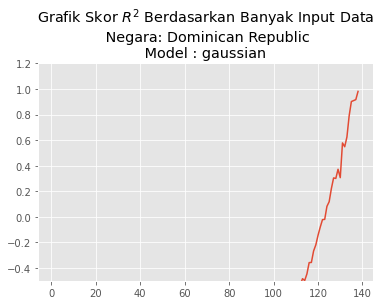 Grafik Skor R² Berdasarkan Banyak Input Data
Negara: Dominican Republic
Model : gaussian
1.2
1.0
0.8
0.6
0.4
0.2
0.0
−0.2
−0.4
0 20 40 60 80 100 120 140